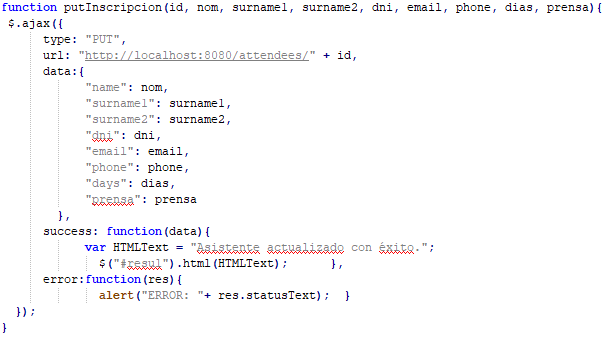 function putInscripcion(id, nom, surname1, surname2, dni, email, phone, dias, prensa){
$.ajax({
type: "PUT",
url: "http://localhost:8080/attendees/" + id,
data:{
"name": nom,
"surname1": surname1,
"surname2": surname2,
"dni": dni,
"email": email,
"phone": phone,
"days": dias,
"prensa": prensa
},
success: function(data){
var HTMLText = "Asistente actualizado con éxito.";
$("#resul").html(HTMLText); },
error:function(res){
alert("ERROR: "+ res.statusText); }
});
}